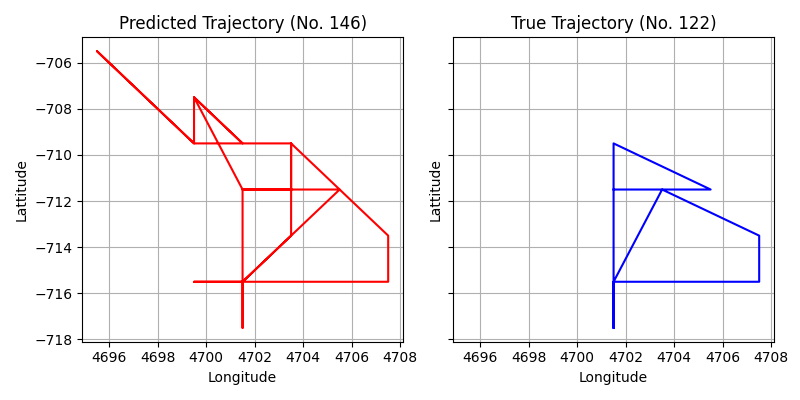 Predicted Trajectory (No. 146)
True Trajectory (No. 122)
−706
−708
−710
−712
−714
−716
−718
Lattitude
Lattitude
4696 4698 4700 4702 4704 4706 4708
4696 4698 4700 4702 4704 4706 4708
Longitude
Longitude